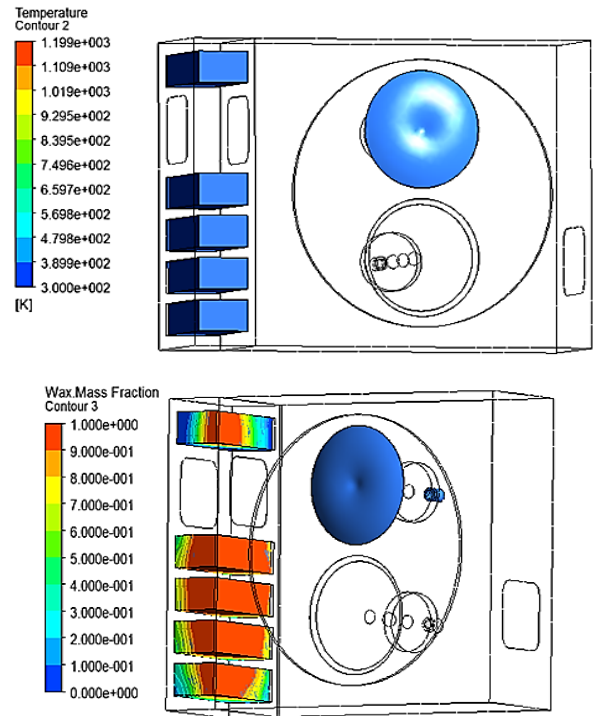 Temperature
Contour 2
1.199e+003
1.109e+003
1.019e+003
9.295e+002
8.395e+002
7.496e+002
6.597e+002
5.698e+002
4.798e+002
3.899e+002
3.000e+002
[K]
Wax.Mass Fraction
Contour 3
1.000e+000
9.000e-001
8.000e-001
7.000e-001
6.000e-001
5.000e-001
4.000e-001
3.000e-001
2.000e-001
1.000e-001
0.000e+000